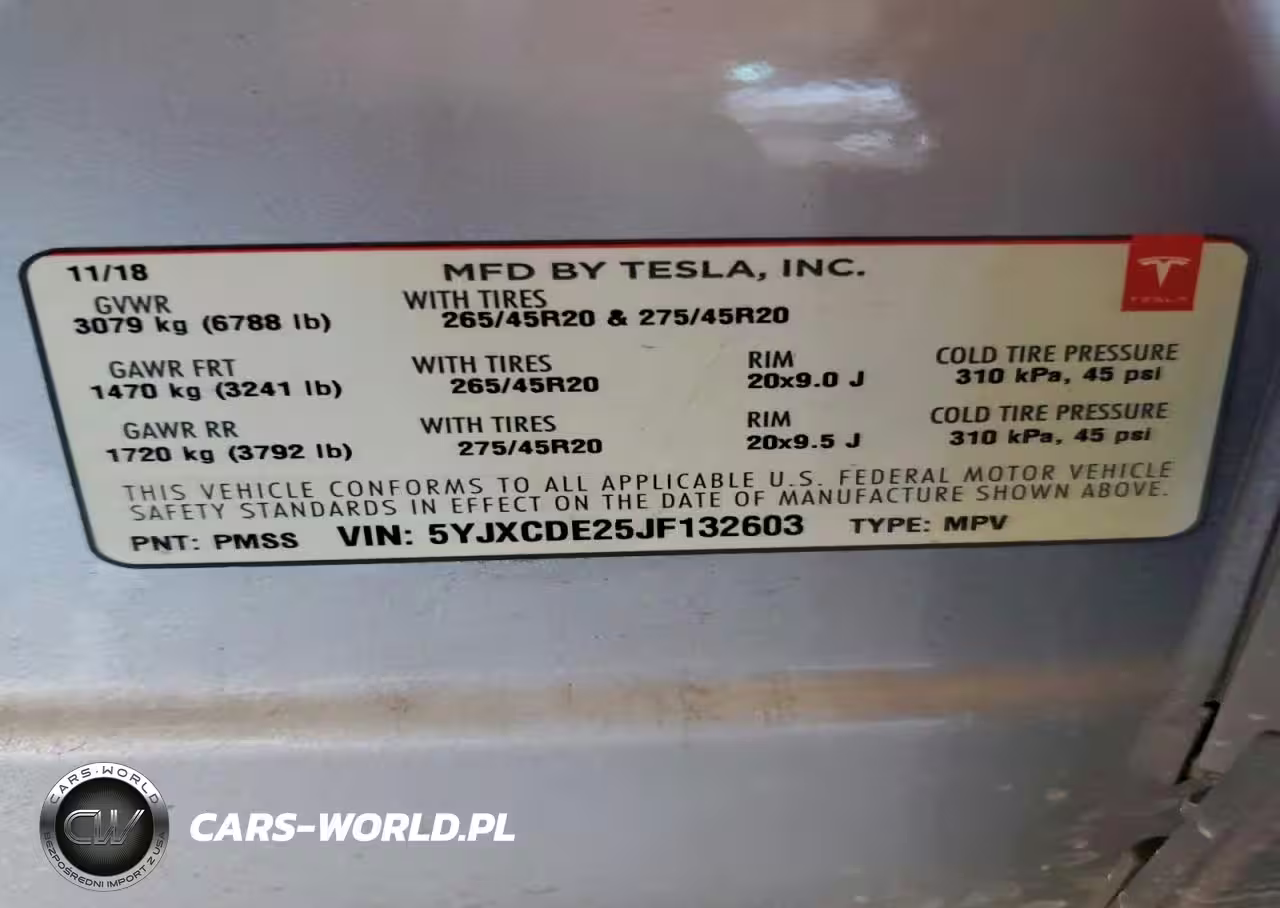 11/18 MFD BY TESLA, INC.
TESLA
GVWR WITH TIRES
3079 kg (6788 lb) 265/45R20 & 275/45R20
GAWR FRT WITH TIRES RIM COLD TIRE PRESSURE
1470 kg (3241 lb) 265/45R20 20x9.0 J 310 kPa, 45 psi
GAWR RR WITH TIRES RIM COLD TIRE PRESSURE
1720 kg (3792 lb) 275/45R20 20x9.5 J 310 kPa, 45 psi
THIS VEHICLE CONFORMS TO ALL APPLICABLE U.S. FEDERAL MOTOR VEHICLE
SAFETY STANDARDS IN EFFECT ON THE DATE OF MANUFACTURE SHOWN ABOVE.
PNT: PMSS VIN: 5YJXCDE25JF132603 TYPE: MPV
CARS-WORLD
CW
BEZPOŚREDNI IMPORT Z USA
CARS-WORLD.PL